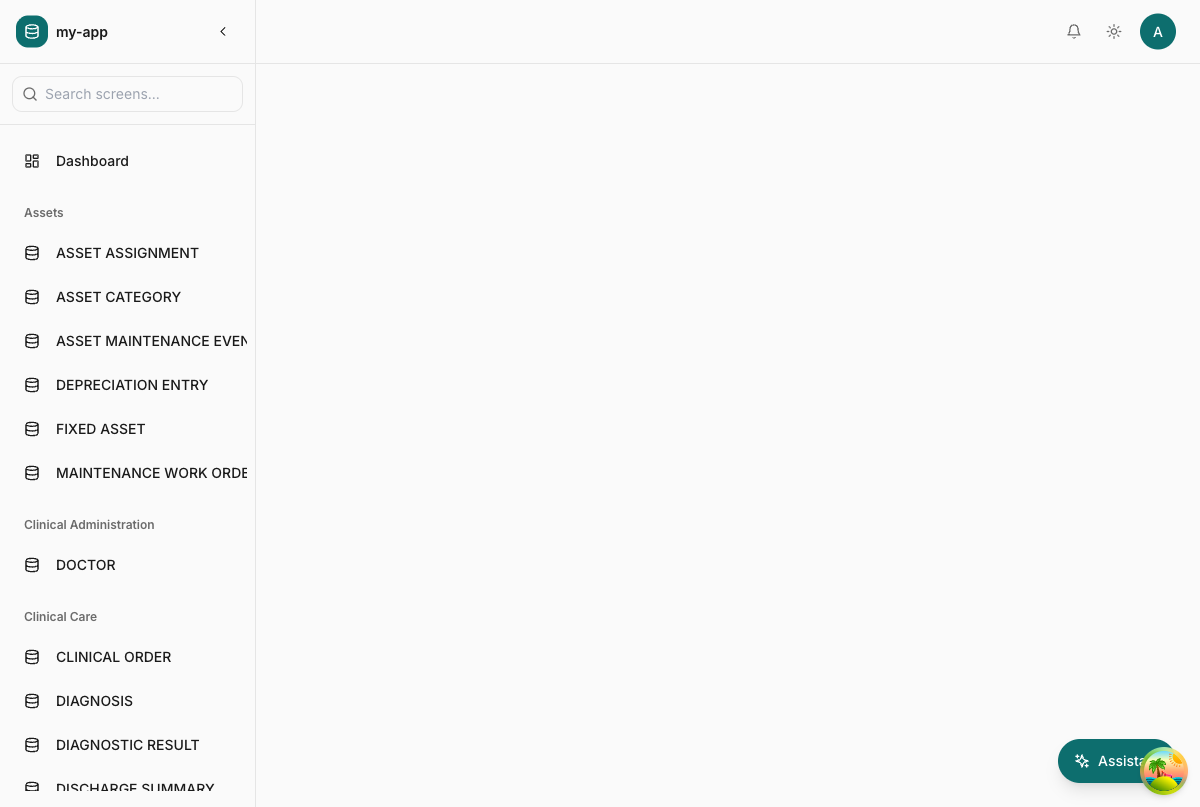 my-app
A
Search screens...
Dashboard
Assets
ASSET ASSIGNMENT
ASSET CATEGORY
ASSET MAINTENANCE EVEN
DEPRECIATION ENTRY
FIXED ASSET
MAINTENANCE WORK ORDE
Clinical Administration
DOCTOR
Clinical Care
CLINICAL ORDER
DIAGNOSIS
DIAGNOSTIC RESULT
DISCHARGE SUMMARY
Assista